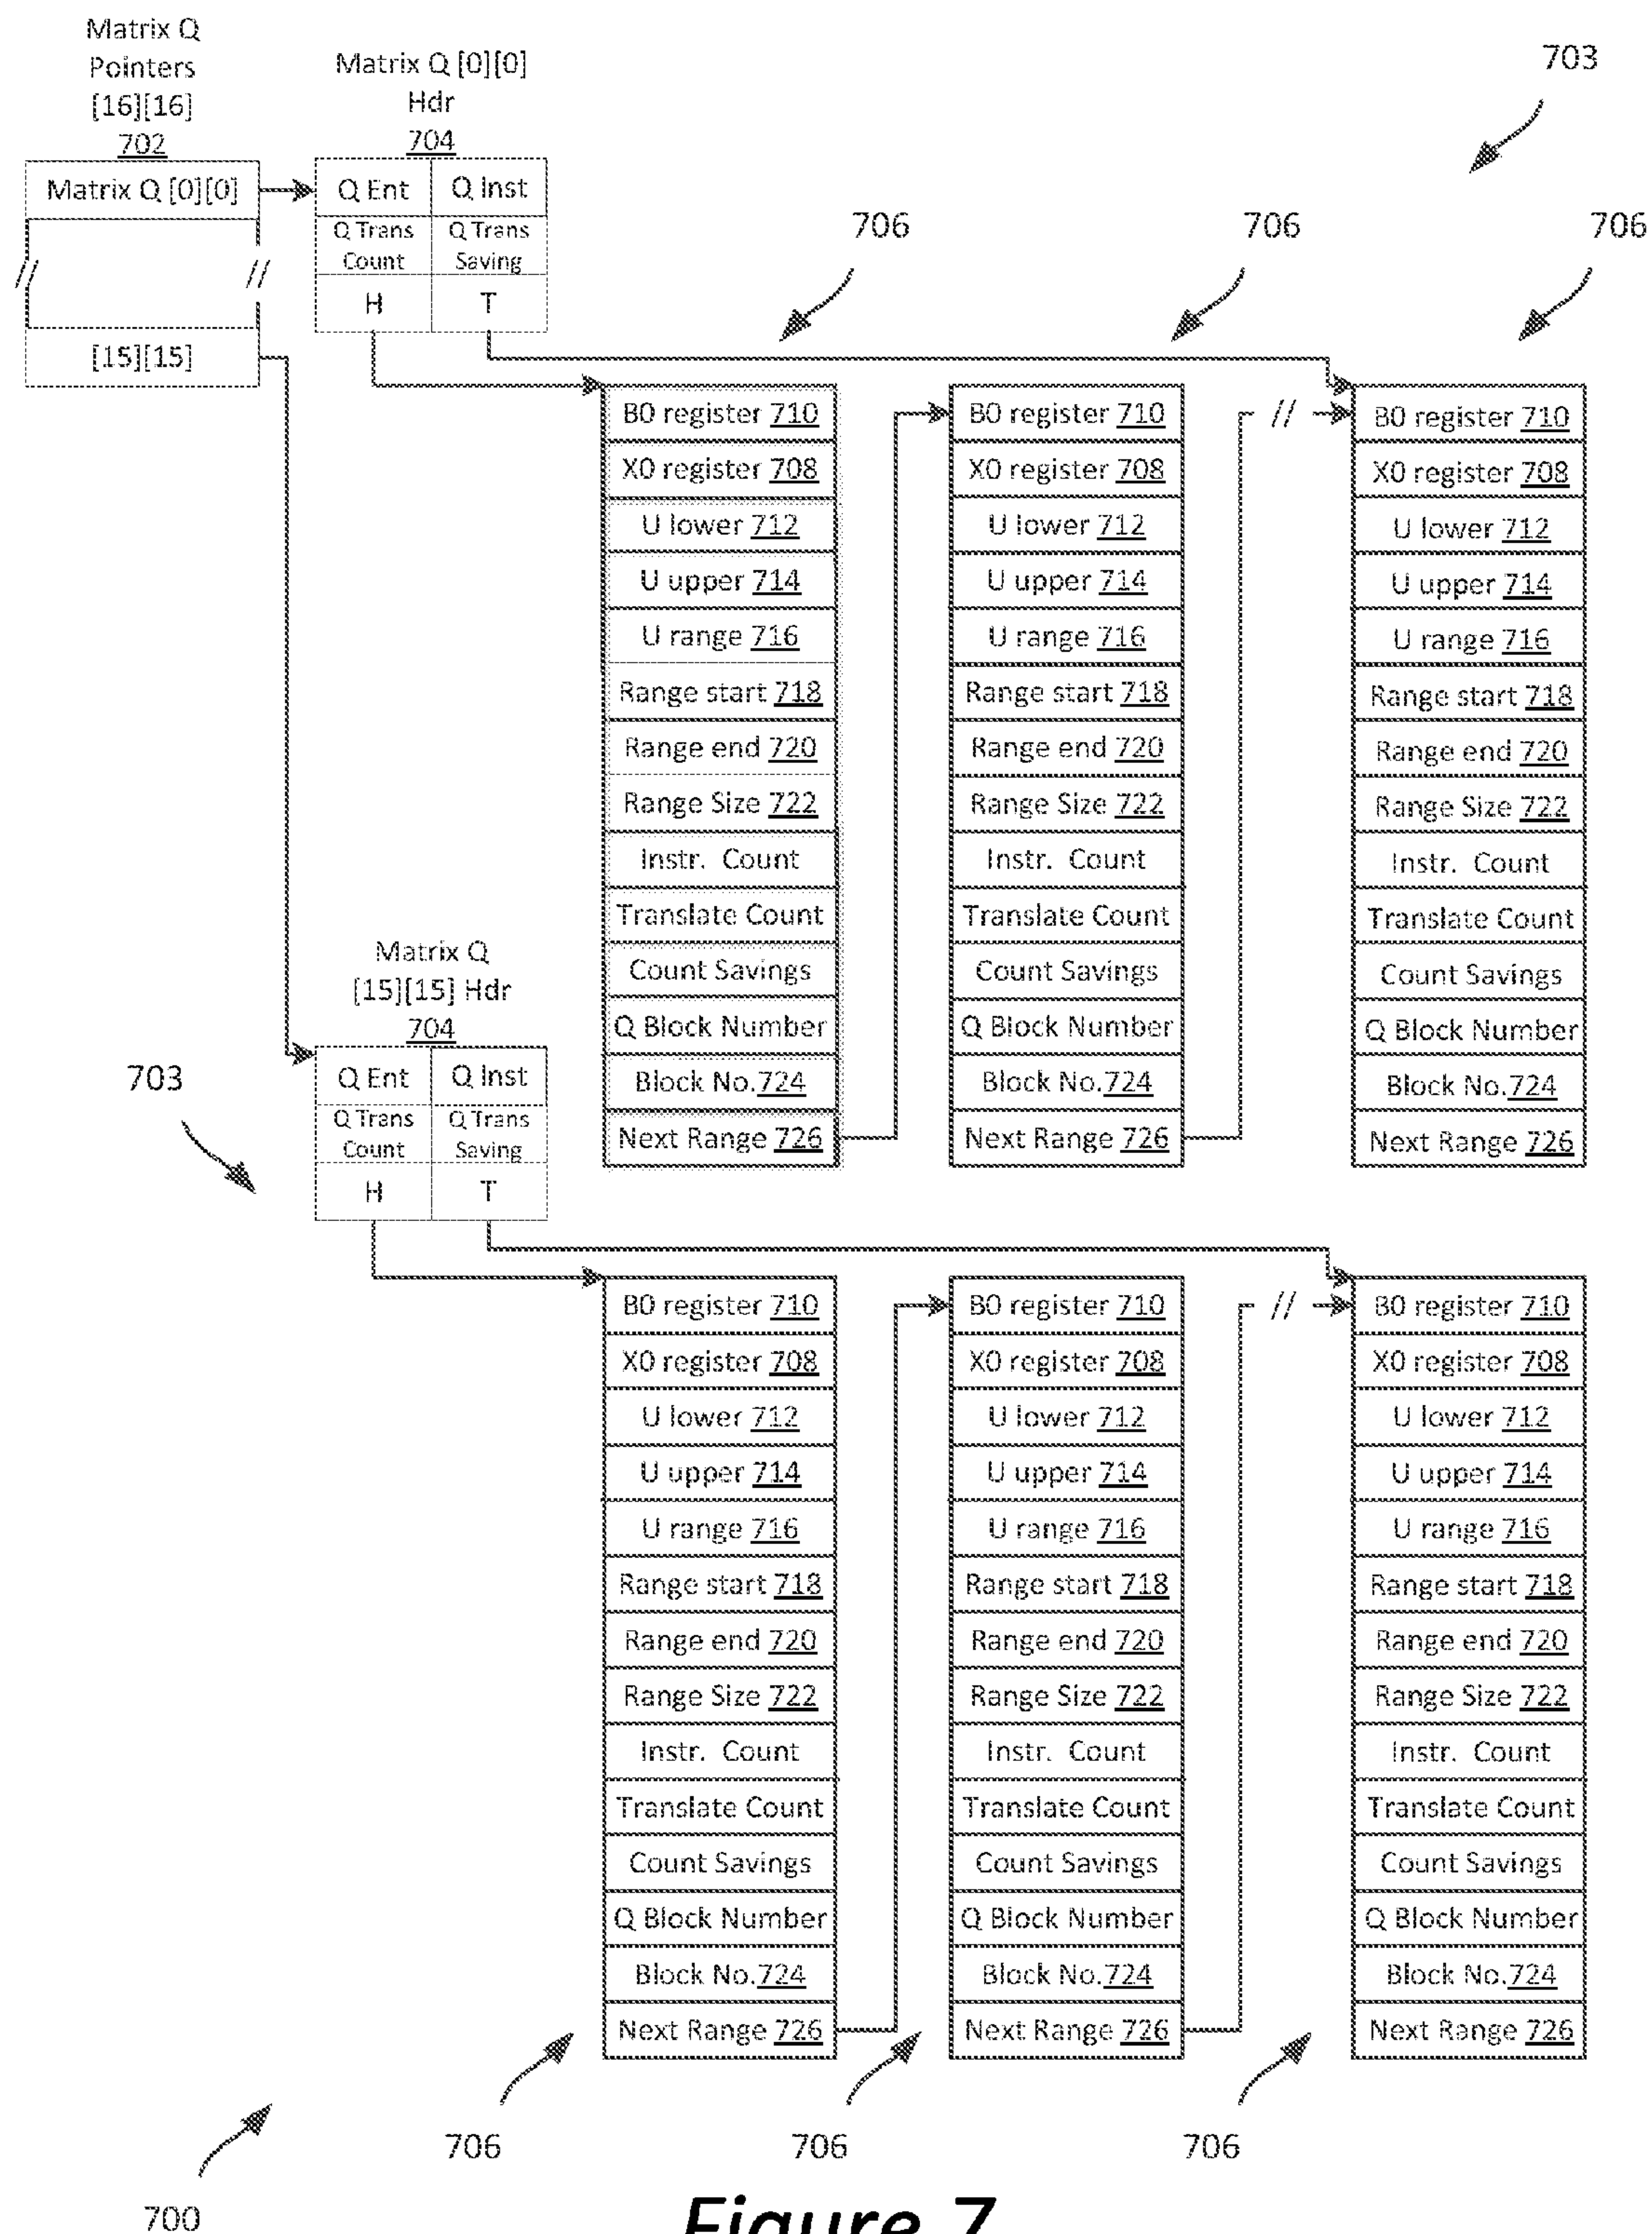 Matrix Q
Pointers
[16][16]
702
Matrix Q [0][0]
//
//
[15][15]
Matrix Q [0][0]
Hdr
704
Q Ent
Q Inst
Q Trans
Count
Q Trans
Saving
H
T
703
706
706
706
B0 register 710
X0 register 708
U lower 712
U upper 714
U range 716
Range start 718
Range end 720
Range Size 722
Instr. Count
Translate Count
Count Savings
Q Block Number
Block No.724
Next Range 726
B0 register 710
X0 register 708
U lower 712
U upper 714
U range 716
Range start 718
Range end 720
Range Size 722
Instr. Count
Translate Count
Count Savings
Q Block Number
Block No.724
Next Range 726
//
B0 register 710
X0 register 708
U lower 712
U upper 714
U range 716
Range start 718
Range end 720
Range Size 722
Instr. Count
Translate Count
Count Savings
Q Block Number
Block No.724
Next Range 726
Matrix Q
[15][15] Hdr
704
703
Q Ent
Q Inst
Q Trans
Count
Q Trans
Saving
H
T
B0 register 710
X0 register 708
U lower 712
U upper 714
U range 716
Range start 718
Range end 720
Range Size 722
Instr. Count
Translate Count
Count Savings
Q Block Number
Block No.724
Next Range 726
B0 register 710
X0 register 708
U lower 712
U upper 714
U range 716
Range start 718
Range end 720
Range Size 722
Instr. Count
Translate Count
Count Savings
Q Block Number
Block No.724
Next Range 726
//
B0 register 710
X0 register 708
U lower 712
U upper 714
U range 716
Range start 718
Range end 720
Range Size 722
Instr. Count
Translate Count
Count Savings
Q Block Number
Block No.724
Next Range 726
706
706
706
700
Figure 7